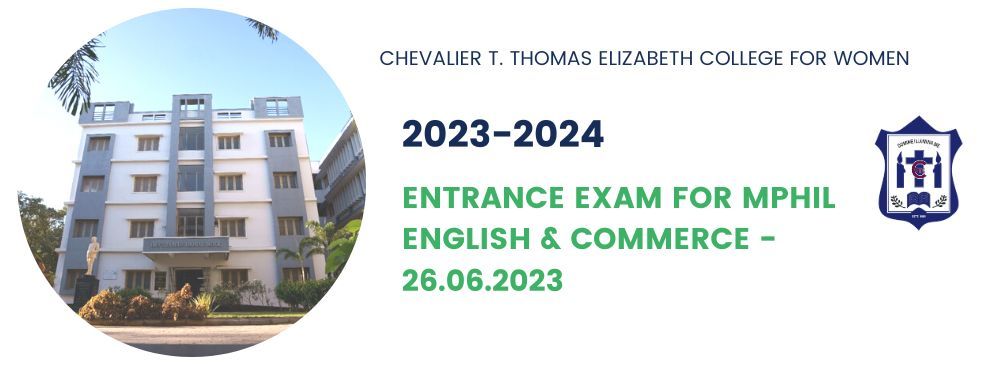 CHEVALIER T. THOMAS ELIZABETH COLLEGE FOR WOMEN
2023-2024
ENTRANCE EXAM FOR MPHIL
ENGLISH & COMMERCE -
26.06.2023